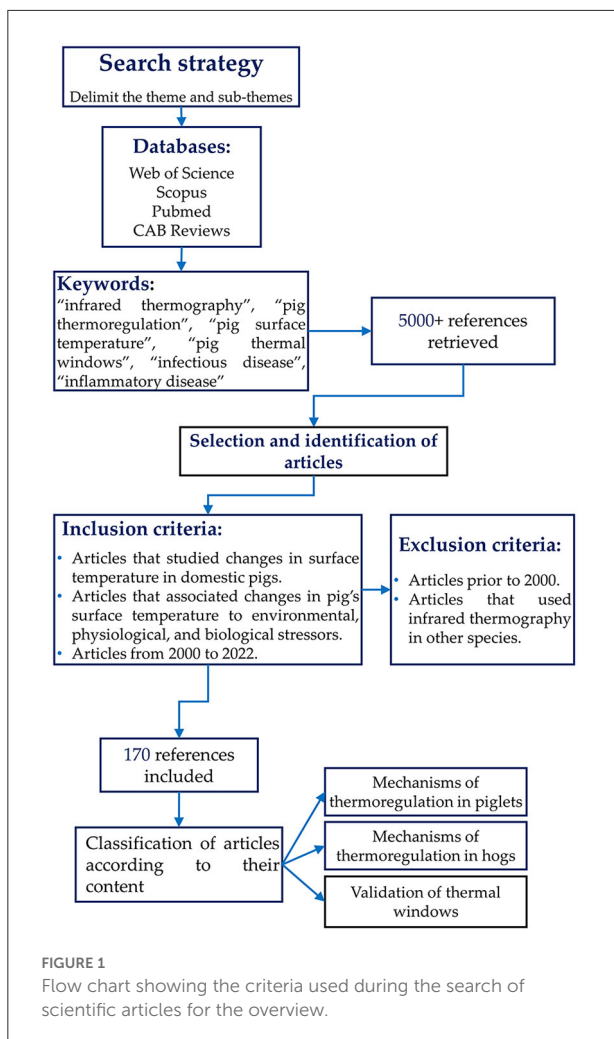 Search strategy
Delimit the theme and sub-themes
Databases:
Web of Science
Scopus
Pubmed
CAB Reviews
Keywords:
“infrared thermography”, “pig
thermoregulation”, “pig surface
temperature”, “pig thermal
windows”, “infectious disease”,
“inflammatory disease”
5000+ references
retrieved
Selection and identification of
articles
Inclusion criteria:
• Articles that studied changes in surface
temperature in domestic pigs.
• Articles that associated changes in pig’s
surface temperature to environmental,
physiological, and biological stressors.
• Articles from 2000 to 2022.
Exclusion criteria:
• Articles prior to 2000.
• Articles that used
infrared thermography
in other species.
170 references
included
Classification of articles
according to their
content
Mechanisms of
thermoregulation in piglets
Mechanisms of
thermoregulation in hogs
Validation of thermal
windows
FIGURE 1
Flow chart showing the criteria used during the search of
scientific articles for the overview.